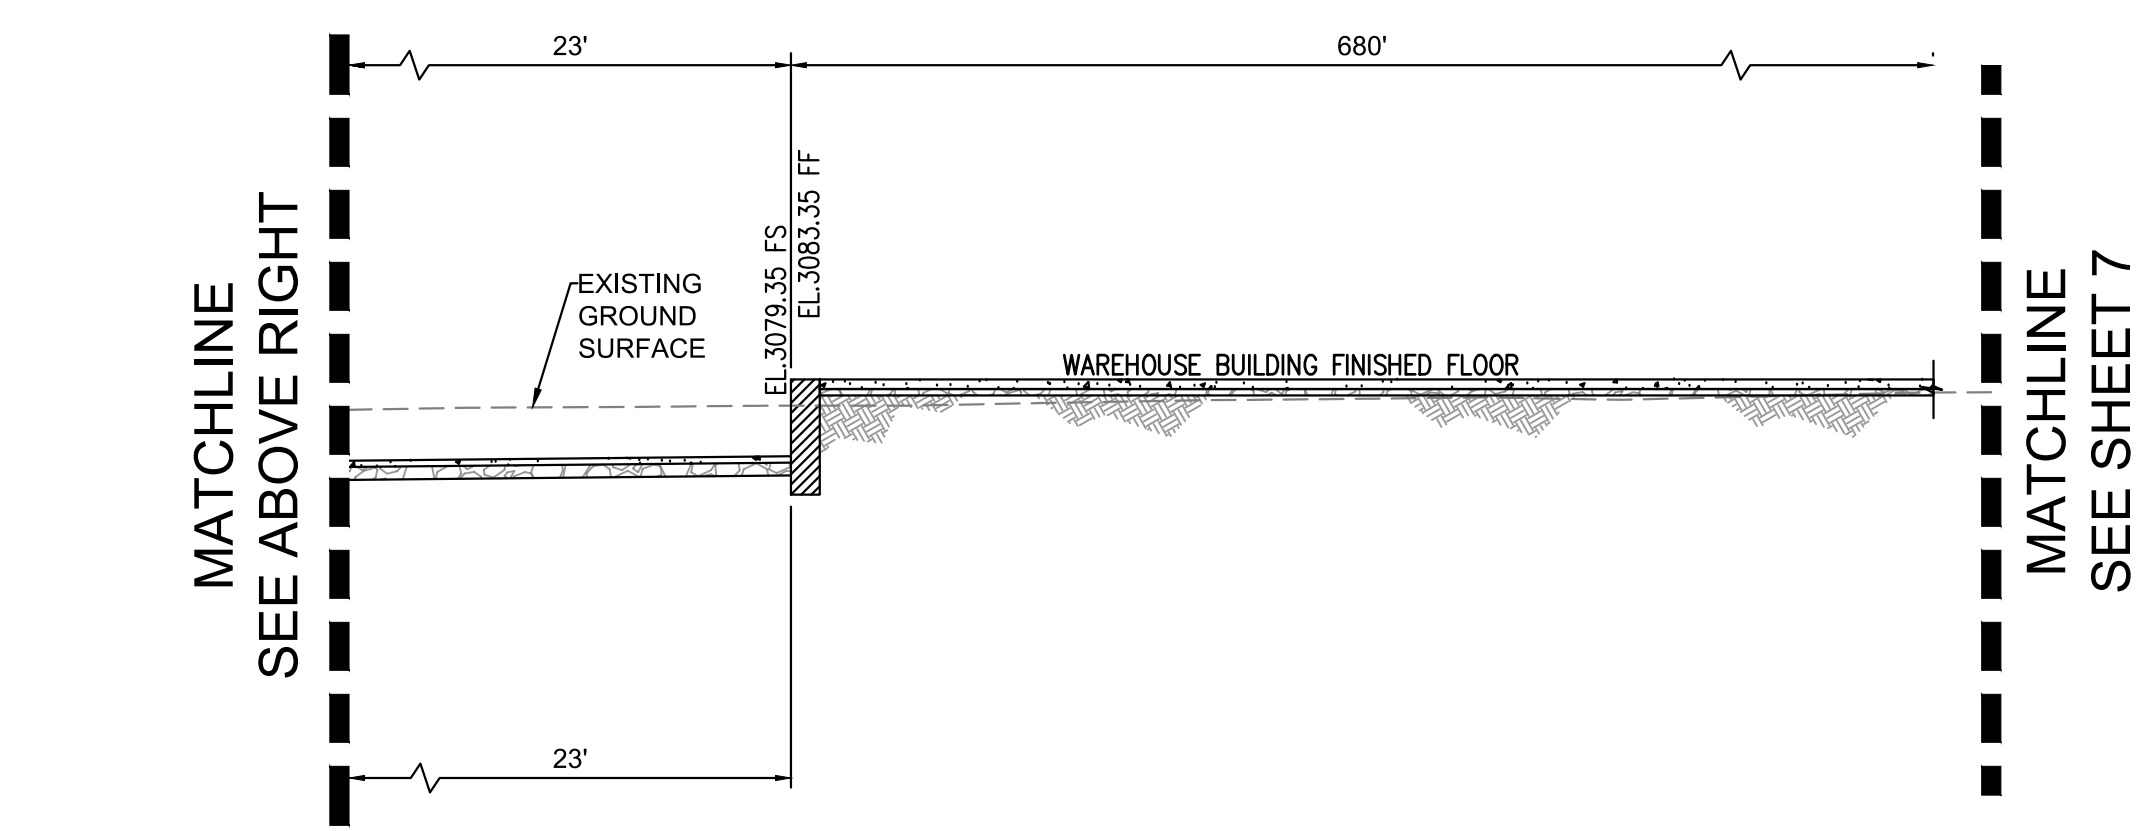 23'
680'
MATCHLINE
SEE ABOVE RIGHT
EXISTING
GROUND
SURFACE
EL.3079.35 FS
EL.3083.35 FF
WAREHOUSE BUILDING FINISHED FLOOR
MATCHLINE
SEE SHEET 7
23'